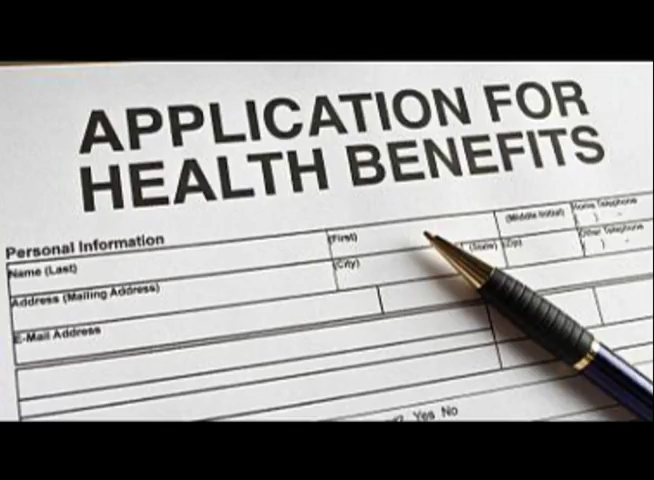 APPLICATION FOR
HEALTH BENEFITS
Personal Information
Name (Last)
(First)
(Middle Initial)
Home Telephone
( ) -
Address (Mailing Address)
(City)
(State)
(Zip)
Other Telephone
( ) -
E-Mail Address
Yes No